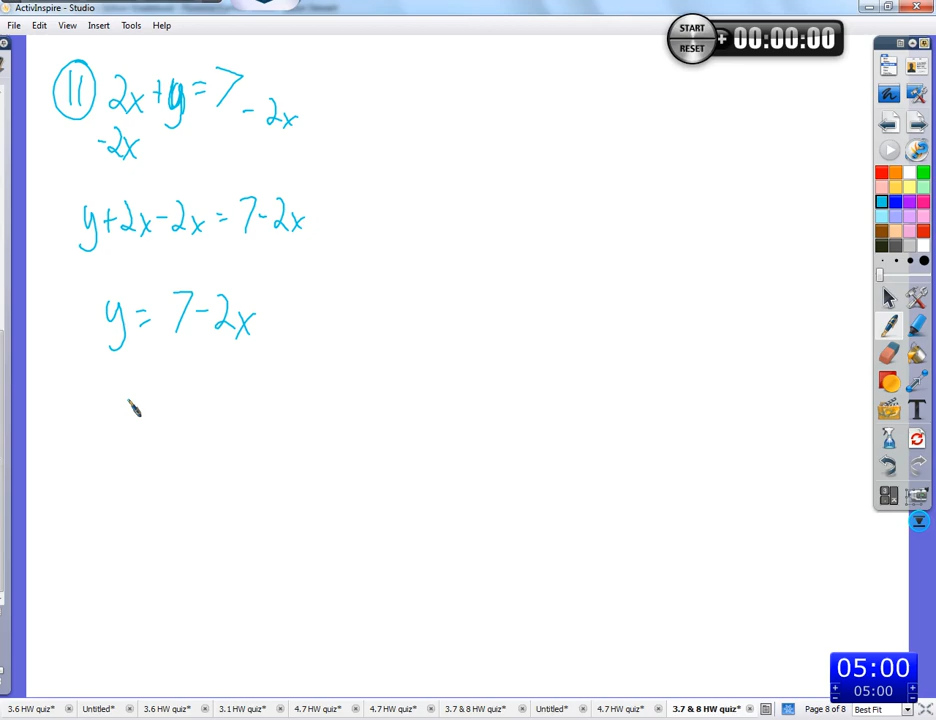 ActivInspire - Studio
File Edit View Insert Tools Help
START
RESET
00:00:00
11 2x+y=7
-2x
-2x
y+2x-2x=7-2x
y=7-2x
05:00
05:00
3.6 HW quiz* Untitled* 3.6 HW quiz* 3.1 HW quiz* 4.7 HW quiz* 4.7 HW quiz* 3.7 & 8 HW quiz* Untitled* 4.7 HW quiz* 3.7 & 8 HW quiz* Page 8 of 8 Best Fit